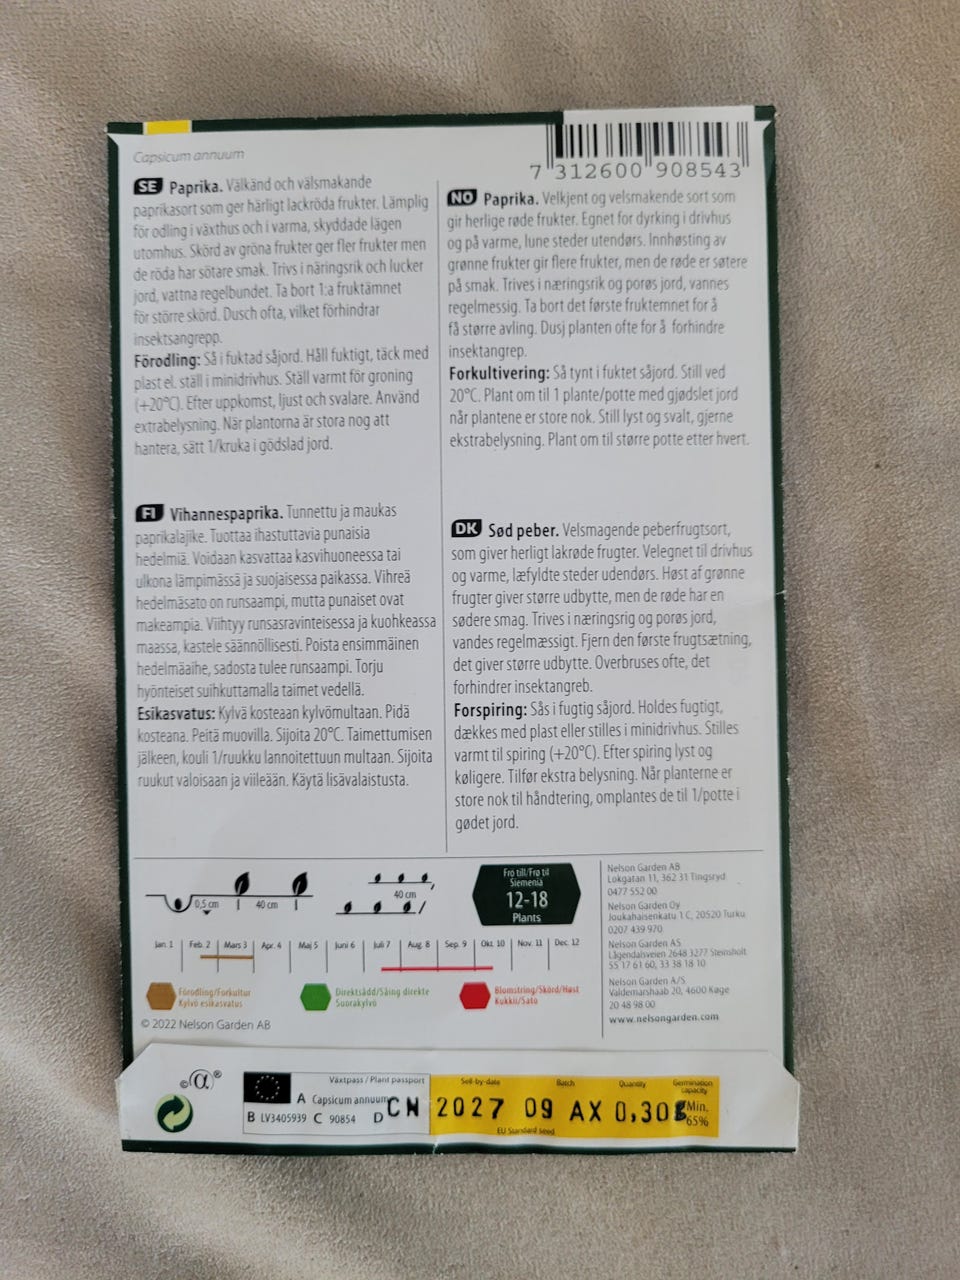 Capsicum annuum
7 312600 908543
SE Paprika. Välkänd och välsmakande
paprikasort som ger härligt lackröda frukter. Lämplig
för odling i växthus och i varma, skyddade lägen
utomhus. Skörd av gröna frukter ger fler frukter men
de röda har sötare smak. Trivs i näringsrik och lucker
jord, vattna regelbundet. Ta bort 1:a fruktämnet
för större skörd. Dusch ofta, vilket förhindrar
insektsangrepp.
Förodling: Så i fuktad såjord. Håll fuktigt, täck med
plast el. ställ i minidrivhus. Ställ varmt för groning
(+20°C). Efter uppkomst, ljust och svalare. Använd
extrabelysning. När plantorna är stora nog att
hantera, sätt 1/kruka i gödslad jord.
NO Paprika. Velkjent og velsmakende sort som
gir herlige røde frukter. Egnet for dyrking i drivhus
og på varme, lune steder utendørs. Innhøsting av
grønne frukter gir flere frukter, men de røde er søtere
på smak. Trives i næringsrik og porøs jord, vannes
regelmessig. Ta bort det første fruktemnet for å
få større avling. Dusj planten ofte for å forhindre
insektangrep.
Forkultivering: Så tynt i fuktet såjord. Still ved
20°C. Plant om til 1 plante/potte med gjødslet jord
når plantene er store nok. Still lyst og svalt, gjerne
ekstrabelysning. Plant om til større potte etter hvert.
FI Vihannespaprika. Tunnettu ja maukas
paprikalajike. Tuottaa ihastuttavia punaisia
hedelmiä. Voidaan kasvattaa kasvihuoneessa tai
ulkona lämpimässä ja suojaisessa paikassa. Vihreä
hedelmäsato on runsaampi, mutta punaiset ovat
makeampia. Viihtyy runsasravinteisessa ja kuohkeassa
maassa, kastele säännöllisesti. Poista ensimmäinen
hedelmäaihe, sadosta tulee runsaampi. Torju
hyönteiset suihkuttamalla taimet vedellä.
Esikasvatus: Kylvä kosteaan kylvömultaan. Pidä
kosteana. Peitä muovilla. Sijoita 20°C. Taimettumisen
jälkeen, kouli 1/ruukku lannoitettuun multaan. Sijoita
ruukut valoisaan ja viileään. Käytä lisävalaistusta.
DK Sød peber. Velsmagende peberfrugtsort,
som giver herligt lakrøde frugter. Velegnet til drivhus
og varme, læfyldte steder udendørs. Høst af grønne
frugter giver større udbytte, men de røde har en
sødere smag. Trives i næringsrig og porøs jord,
vandes regelmæssigt. Fjern den første frugtsætning,
det giver større udbytte. Overbruses ofte, det
forhindrer insektangreb.
Forspiring: Sås i fugtig såjord. Holdes fugtigt,
dækkes med plast eller stilles i minidrivhus. Stilles
varmt til spiring (+20°C). Efter spiring lyst og
køligere. Tilfør ekstra belysning. Når planterne er
store nok til håndtering, omplantes de til 1/potte i
gødet jord.
0,5 cm 40 cm
40 cm
Frö till/Frø til
Siemeniä
12-18
Plants
Jan. 1 Feb. 2 Mars 3 Apr. 4 Maj 5 Juni 6 Juli 7 Aug. 8 Sep. 9 Okt. 10 Nov. 11 Dec. 12
Förodling/Forkultur
Kylvö esikasvatus
Direktsådd/Såing direkte
Suorakylvö
Blomstring/Skörd/Høst
Kukkii/Sato
© 2022 Nelson Garden AB
Nelson Garden AB
Lokgatan 11, 362 31 Tingsryd
0477 552 00
Nelson Garden Oy
Joukahaisenkatu 1 C, 20520 Turku
0207 439 970
Nelson Garden AS
Lågendalsveien 2648 3277 Steinsholt
55 17 61 60, 33 38 18 10
Nelson Garden A/S
Valdemarshaab 20, 4600 Køge
20 48 98 00
www.nelsongarden.com
©α®
Växtpass / Plant passport
A Capsicum annuum
B LV3405939 C 90854 D CN
Sell-by-date Batch Quantity Germination
capacity
2027 09 AX 0,30g Min.
65%
EU Standard seed